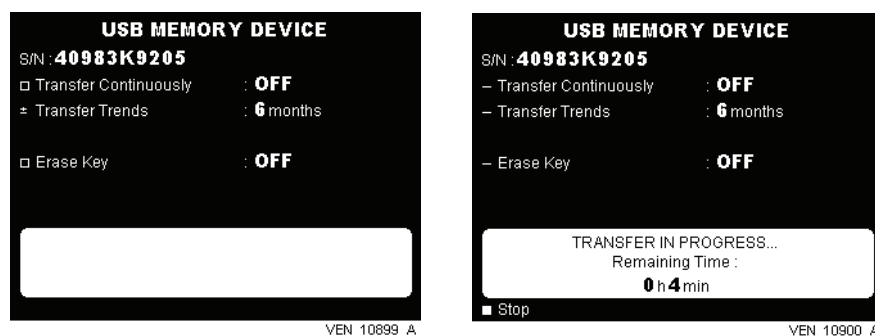 USB MEMORY DEVICE
S/N : 40983K9205
Transfer Continuously : OFF
± Transfer Trends : 6 months
Erase Key : OFF
VEN 10899 A
USB MEMORY DEVICE
S/N : 40983K9205
– Transfer Continuously : OFF
– Transfer Trends : 6 months
– Erase Key : OFF
TRANSFER IN PROGRESS...
Remaining Time :
0 h 4 min
Stop
VEN 10900 A